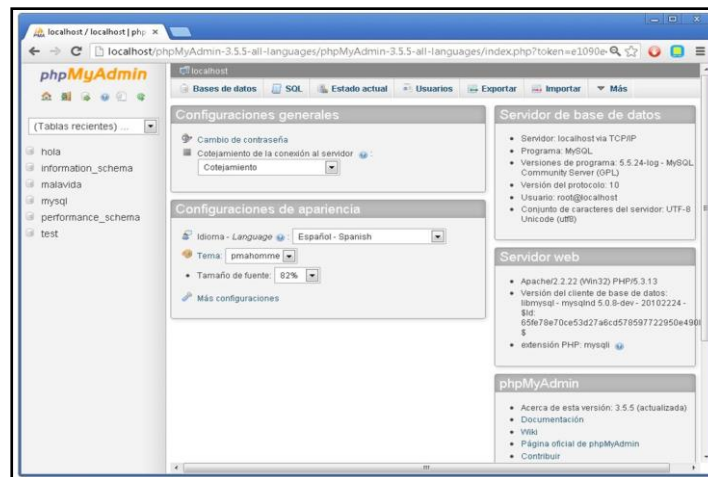 localhost / localhost | php
localhost/phpMyAdmin-3.5.5-all-languages/phpMyAdmin-3.5.5-all-languages/index.php?token=e1090e
phpMyAdmin
(Tablas recientes) ...
hola
information_schema
malavida
mysql
performance_schema
test
localhost
Bases de datos SQL Estado actual Usuarios Exportar Importar Más
Configuraciones generales
Cambio de contraseña
Cotejamiento de la conexión al servidor :
Cotejamiento
Configuraciones de apariencia
Idioma - Language : Español - Spanish
Tema: pmahomme
Tamaño de fuente: 82%
Más configuraciones
Servidor de base de datos
Servidor: localhost via TCP/IP
Programa: MySQL
Versiones de programa: 5.5.24-log - MySQL
Community Server (GPL)
Versión del protocolo: 10
Usuario: root@localhost
Conjunto de caracteres del servidor: UTF-8
Unicode (utf8)
Servidor web
Apache/2.2.22 (Win32) PHP/5.3.13
Versión del cliente de base de datos:
libmysql - mysqlnd 5.0.8-dev - 20102224 -
$Id:
65fe78e70ce53d27a6cd578597722950e490
$
extensión PHP: mysqli
phpMyAdmin
Acerca de esta versión: 3.5.5 (actualizada)
Documentación
Wiki
Página oficial de phpMyAdmin
Contribuir